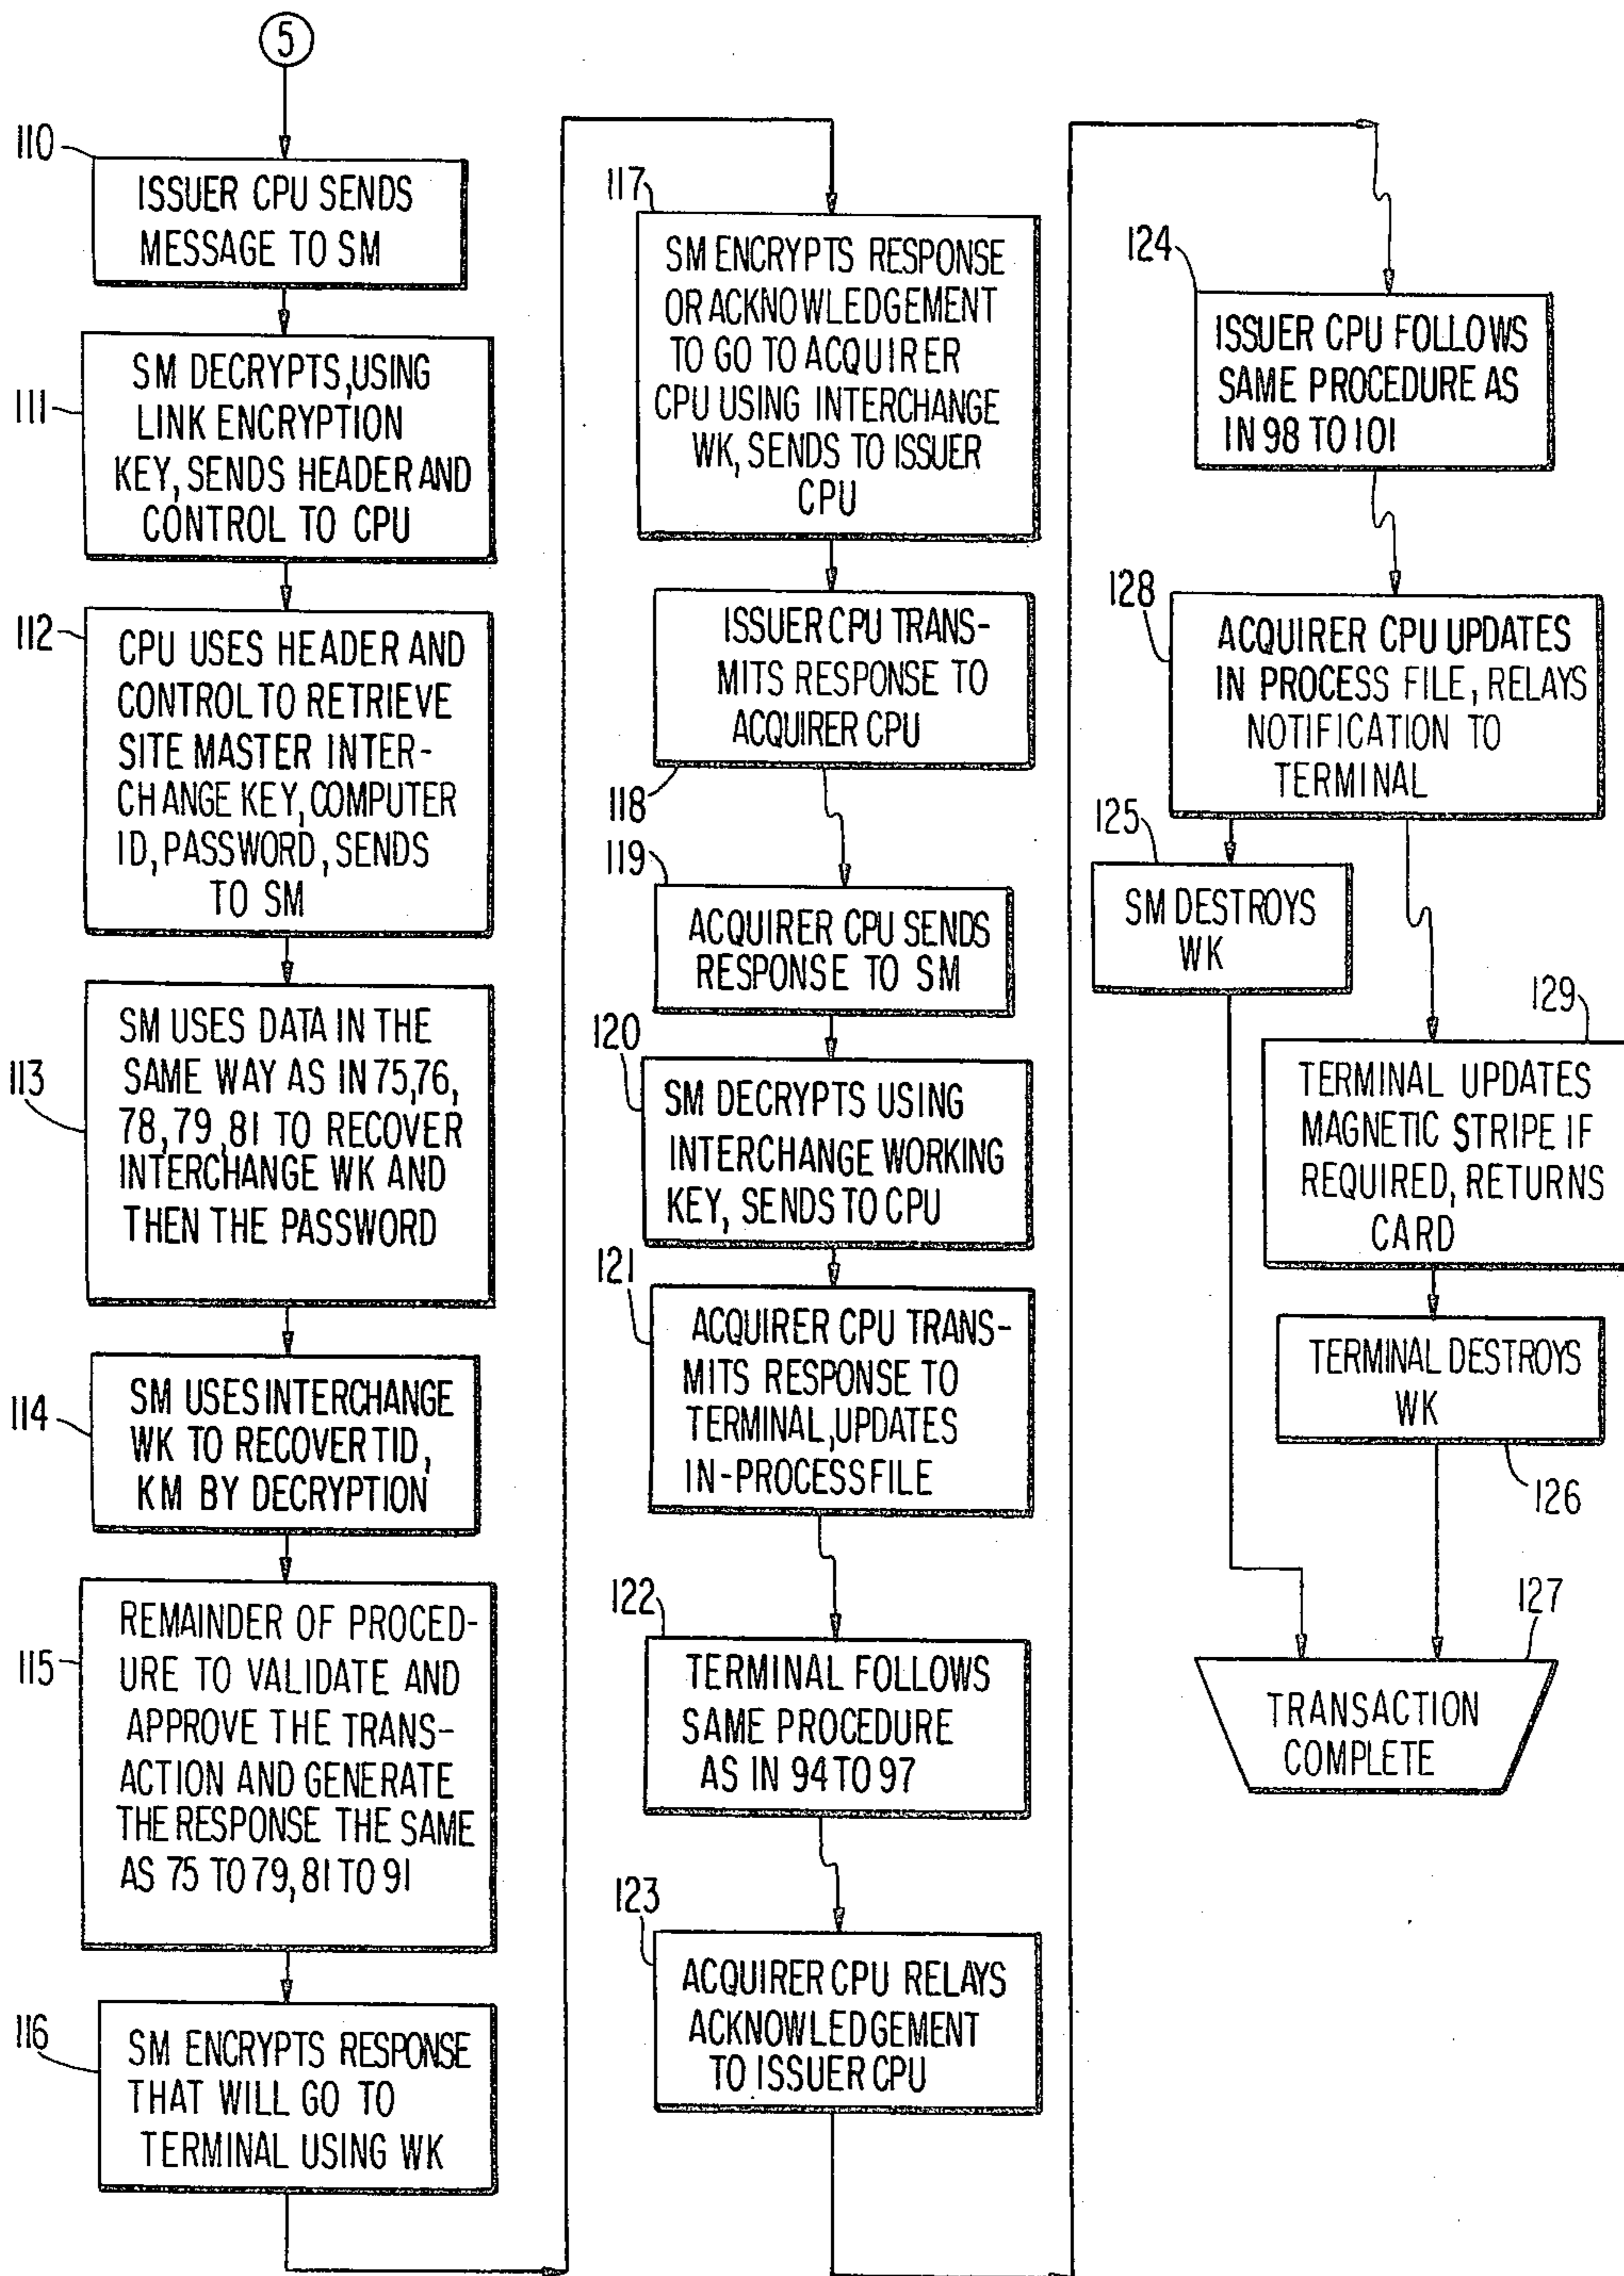 5
110
ISSUER CPU SENDS
MESSAGE TO SM
111
SM DECRYPTS, USING
LINK ENCRYPTION
KEY, SENDS HEADER AND
CONTROL TO CPU
112
CPU USES HEADER AND
CONTROL TO RETRIEVE
SITE MASTER INTER-
CHANGE KEY, COMPUTER
ID, PASSWORD, SENDS
TO SM
113
SM USES DATA IN THE
SAME WAY AS IN 75,76,
78,79,81 TO RECOVER
INTERCHANGE WK AND
THEN THE PASSWORD
114
SM USES INTERCHANGE
WK TO RECOVER TID,
KM BY DECRYPTION
115
REMAINDER OF PROCED-
URE TO VALIDATE AND
APPROVE THE TRANS-
ACTION AND GENERATE
THE RESPONSE THE SAME
AS 75 TO 79, 81 TO 91
116
SM ENCRYPTS RESPONSE
THAT WILL GO TO
TERMINAL USING WK
117
SM ENCRYPTS RESPONSE
OR ACKNOWLEDGEMENT
TO GO TO ACQUIRER
CPU USING INTERCHANGE
WK, SENDS TO ISSUER
CPU
ISSUER CPU TRANS-
MITS RESPONSE TO
ACQUIRER CPU
118
119
ACQUIRER CPU SENDS
RESPONSE TO SM
120
SM DECRYPTS USING
INTERCHANGE WORKING
KEY, SENDS TO CPU
121
ACQUIRER CPU TRANS-
MITS RESPONSE TO
TERMINAL, UPDATES
IN-PROCESS FILE
122
TERMINAL FOLLOWS
SAME PROCEDURE
AS IN 94 TO 97
123
ACQUIRER CPU RELAYS
ACKNOWLEDGEMENT
TO ISSUER CPU
124
ISSUER CPU FOLLOWS
SAME PROCEDURE AS
IN 98 TO 101
128
ACQUIRER CPU UPDATES
IN PROCESS FILE, RELAYS
NOTIFICATION TO
TERMINAL
125
SM DESTROYS
WK
129
TERMINAL UPDATES
MAGNETIC STRIPE IF
REQUIRED, RETURNS
CARD
TERMINAL DESTROYS
WK
126
127
TRANSACTION
COMPLETE